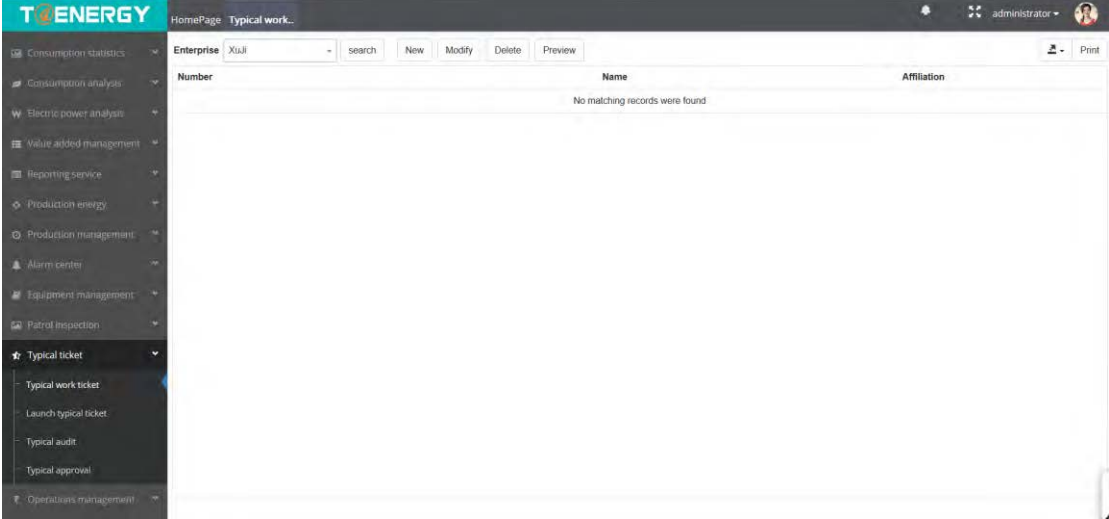 T@ENERGY
HomePage Typical work..
administrator
Consumption statistics
Enterprise XuJi search New Modify Delete Preview Print
Number Name Affiliation
Consumption analysis
No matching records were found
Electric power analysis
Value added management
Reporting service
Production energy
Production management
Alarm center
Equipment management
Patrol inspection
Typical ticket
Typical work ticket
Launch typical ticket
Typical audit
Typical approval
Operations management